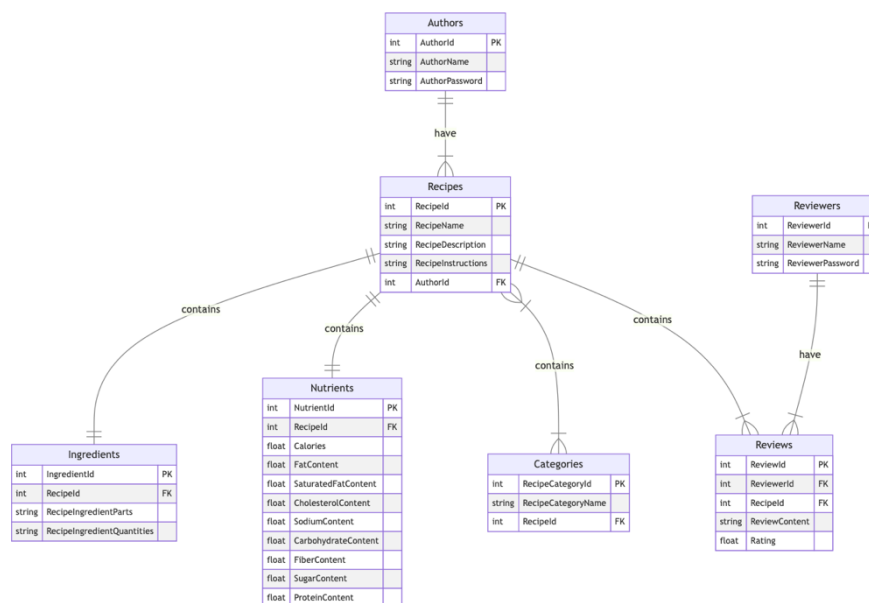 Authors
int AuthorId PK
string AuthorName
string AuthorPassword
have
Recipes
int RecipeId PK
string RecipeName
string RecipeDescription
string RecipeInstructions
int AuthorId FK
Reviewers
int ReviewerId
string ReviewerName
string ReviewerPassword
contains
contains
contains
contains
have
Nutrients
int NutrientId PK
int RecipeId FK
float Calories
float FatContent
float SaturatedFatContent
float CholesterolContent
float SodiumContent
float CarbohydrateContent
float FiberContent
float SugarContent
float ProteinContent
Ingredients
int IngredientId PK
int RecipeId FK
string RecipeIngredientParts
string RecipeIngredientQuantities
Categories
int RecipeCategoryId PK
string RecipeCategoryName
int RecipeId FK
Reviews
int ReviewId PK
int ReviewerId FK
int RecipeId FK
string ReviewContent
float Rating